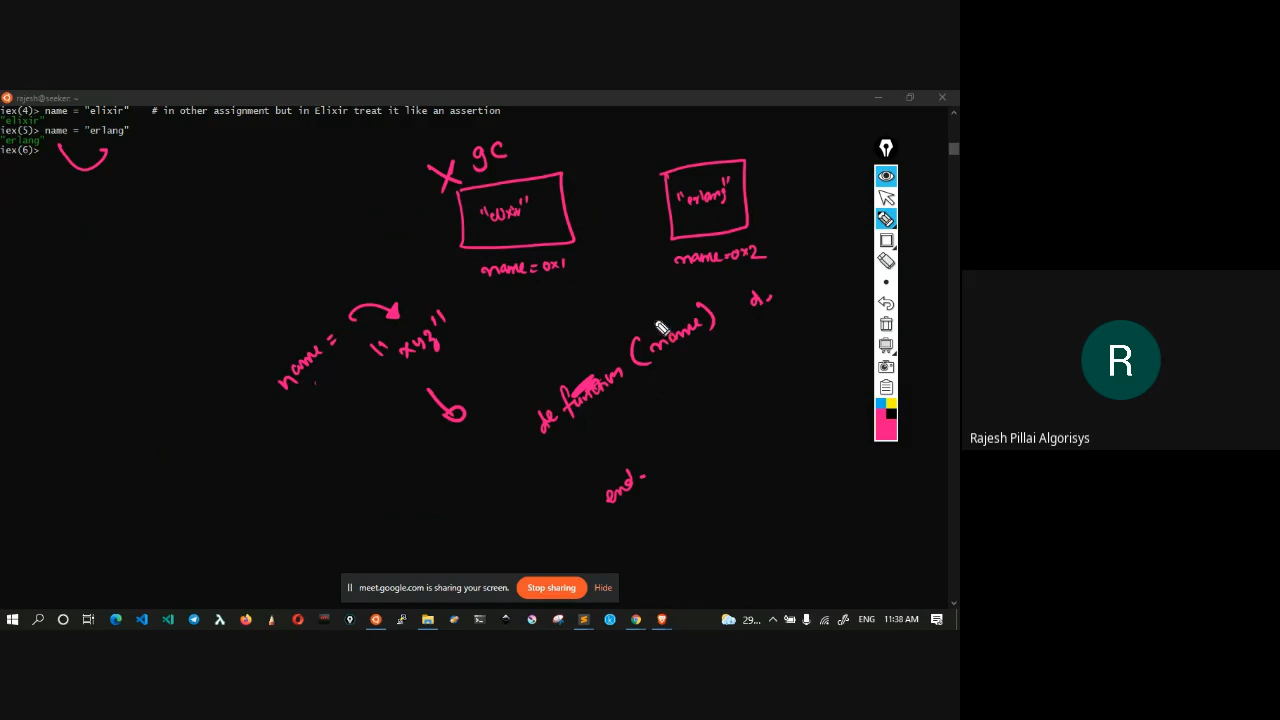 rajesh@seeker: ~
iex(4)> name = "elixir"    # in other assignment but in Elixir treat it like an assertion
"elixir"
iex(5)> name = "erlang"
"erlang"
iex(6)>
X gc
"elixir"
"erlang"
name = 0x1
name = 0x2
name = "xyz"
de function (name) d.
end.
R
Rajesh Pillai Algorisys
meet.google.com is sharing your screen.
Stop sharing
Hide
29...
ENG
11:38 AM